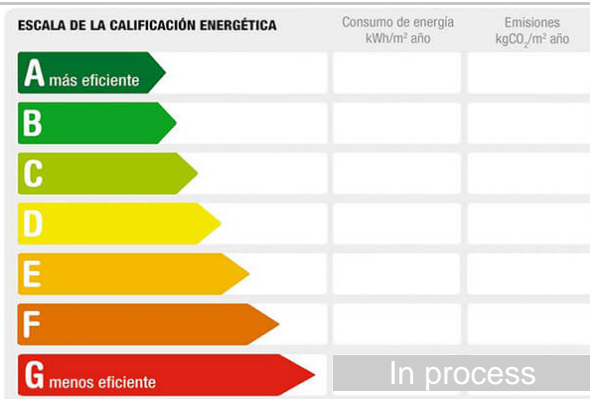 ESCALA DE LA CALIFICACIÓN ENERGÉTICA
Consumo de energía
kWh/m² año
Emisiones
kgCO₂/m² año
A más eficiente
B
C
D
E
F
G menos eficiente
In process